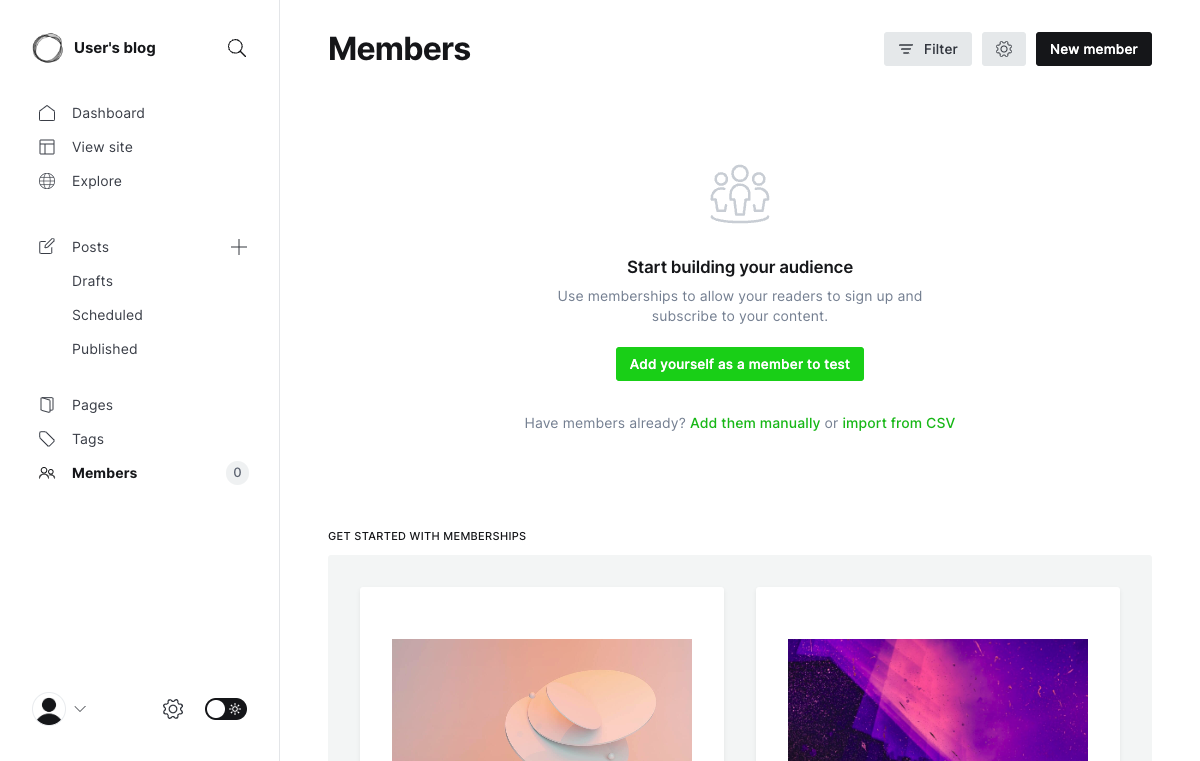 User's blog
Dashboard
View site
Explore
Posts
Drafts
Scheduled
Published
Pages
Tags
Members
0
Members
Filter
New member
Start building your audience
Use memberships to allow your readers to sign up and
subscribe to your content.
Add yourself as a member to test
Have members already? Add them manually or import from CSV
GET STARTED WITH MEMBERSHIPS